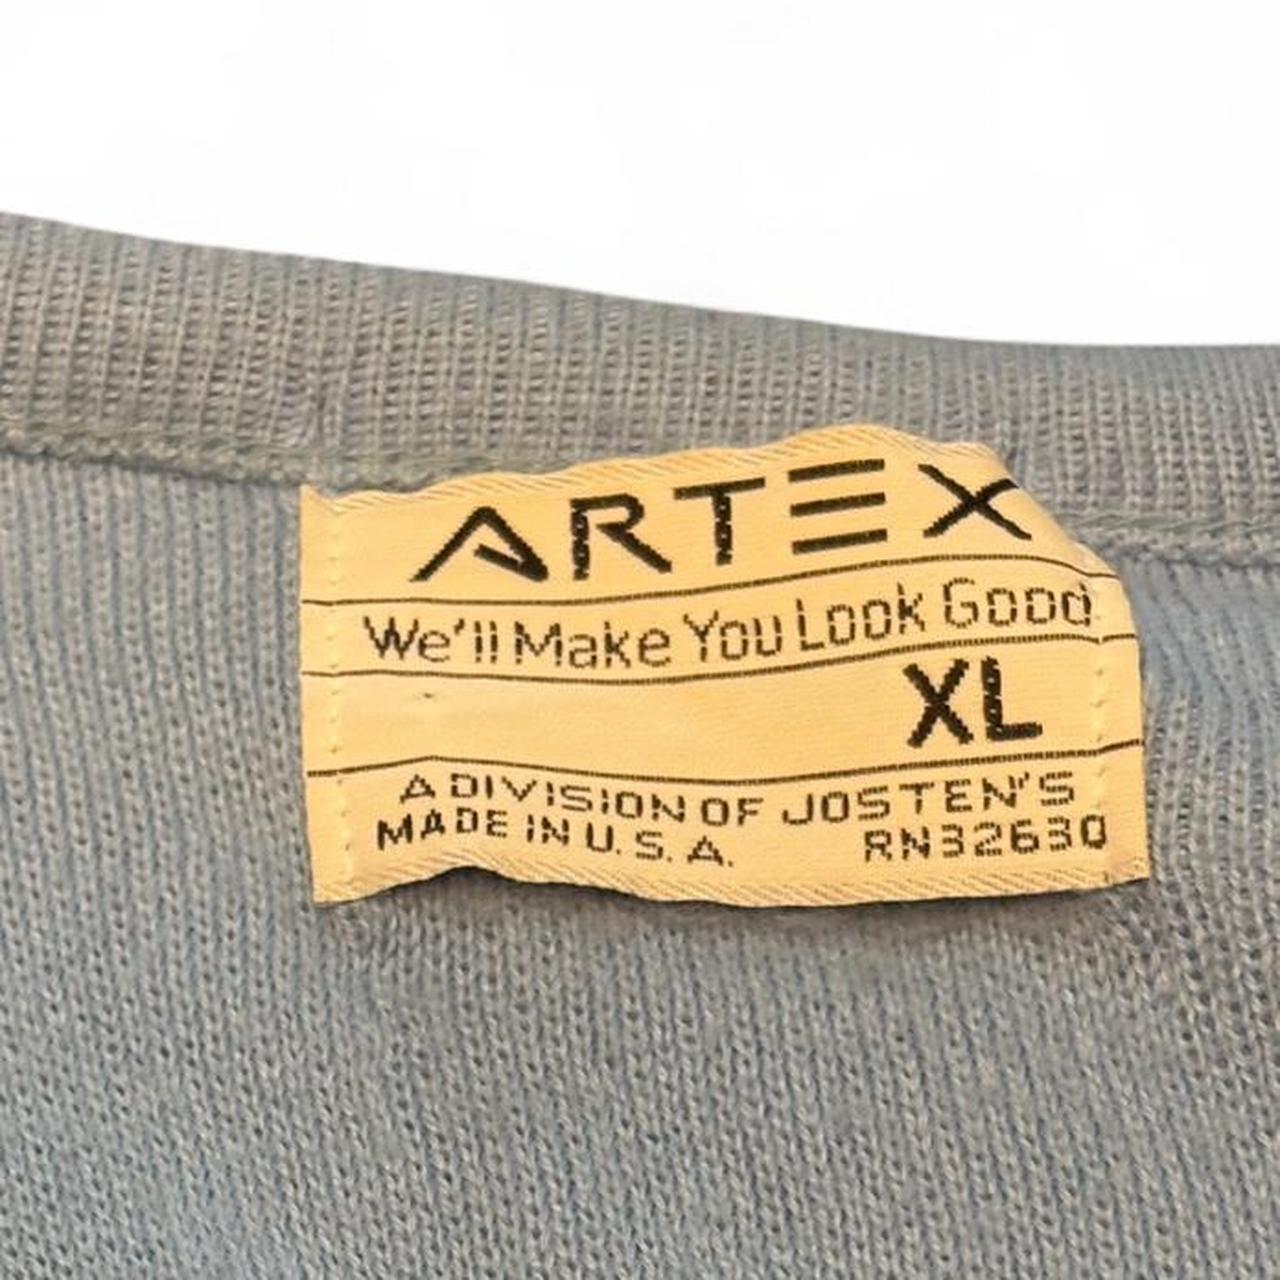 ARTEX
We'll Make You Look Good
XL
A DIVISION OF JOSTEN'S
MADE IN U.S.A. RN32630